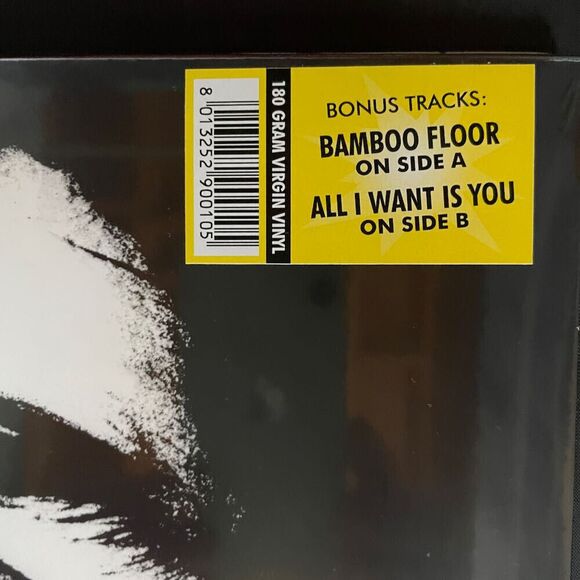 8 013252 900105
180 GRAM VIRGIN VINYL
BONUS TRACKS:
BAMBOO FLOOR
ON SIDE A
ALL I WANT IS YOU
ON SIDE B